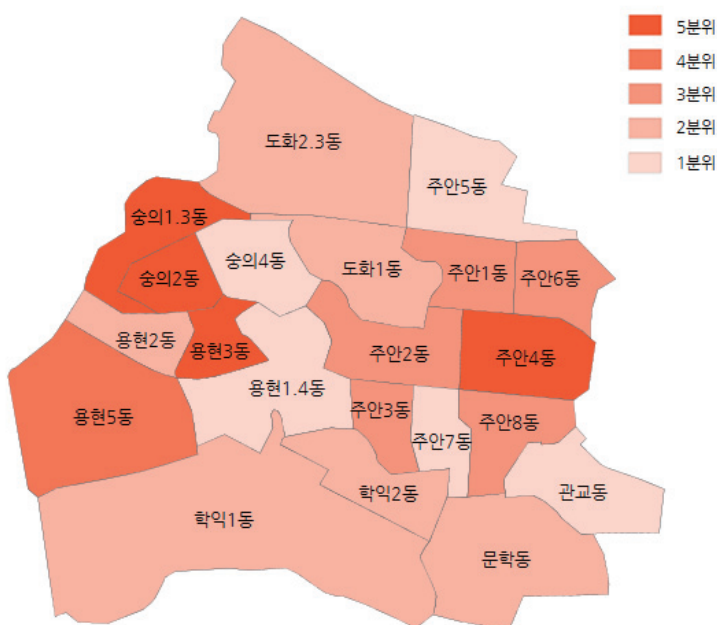 5분위
4분위
3분위
2분위
1분위
도화2.3동
주안5동
숭의1.3동
숭의2동
숭의4동
도화1동
주안1동
주안6동
용현2동
용현3동
주안2동
주안4동
용현5동
용현1.4동
주안3동
주안7동
주안8동
학익2동
관교동
학익1동
문학동